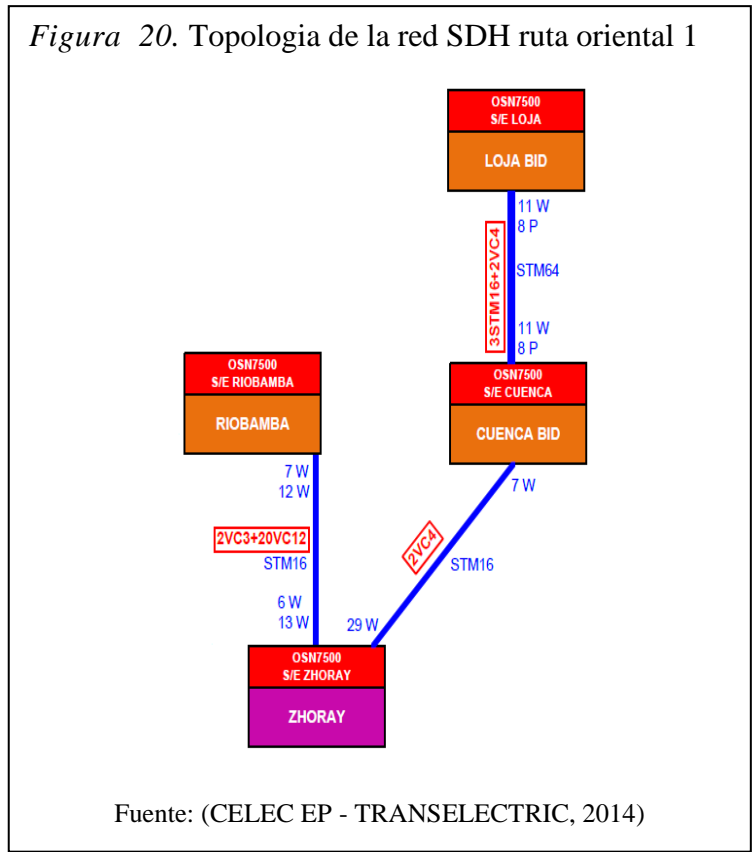 Figura 20. Topologia de la red SDH ruta oriental 1
OSN7500
S/E LOJA
LOJA BID
11 W
8 P
3STM16+2VC4
STM64
11 W
8 P
OSN7500
S/E RIOBAMBA
RIOBAMBA
OSN7500
S/E CUENCA
CUENCA BID
7 W
12 W
7 W
2VC3+20VC12
STM16
2VC4
STM16
6 W
13 W
29 W
OSN7500
S/E ZHORAY
ZHORAY
Fuente: (CELEC EP - TRANSELECTRIC, 2014)